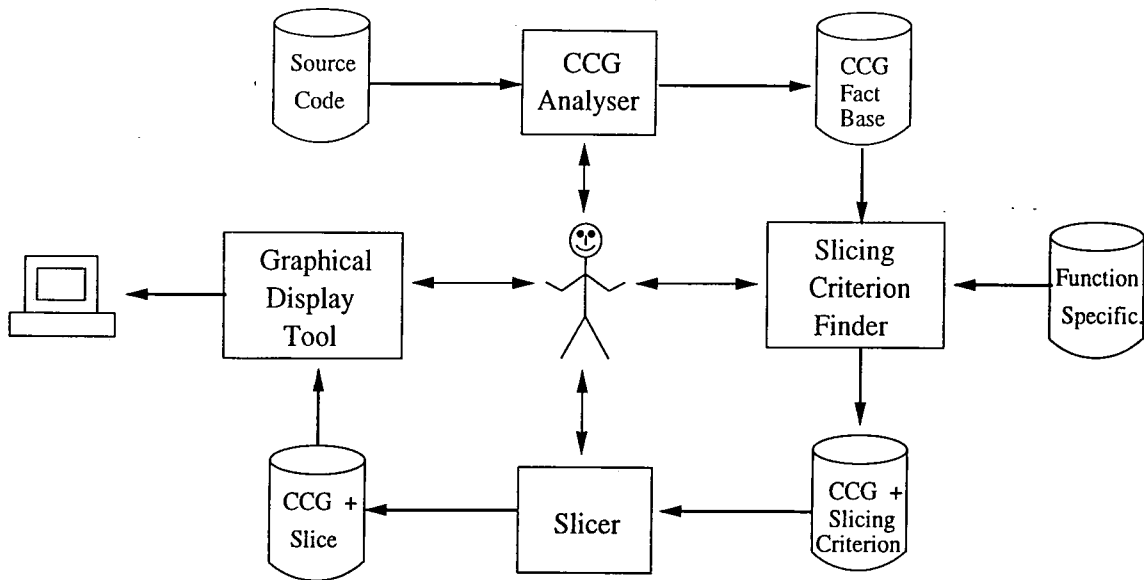 Source
Code
CCG
Analyser
CCG
Fact
Base
Graphical
Display
Tool
Slicing
Criterion
Finder
Function
Specific.
CCG +
Slice
Slicer
CCG +
Slicing
Criterion